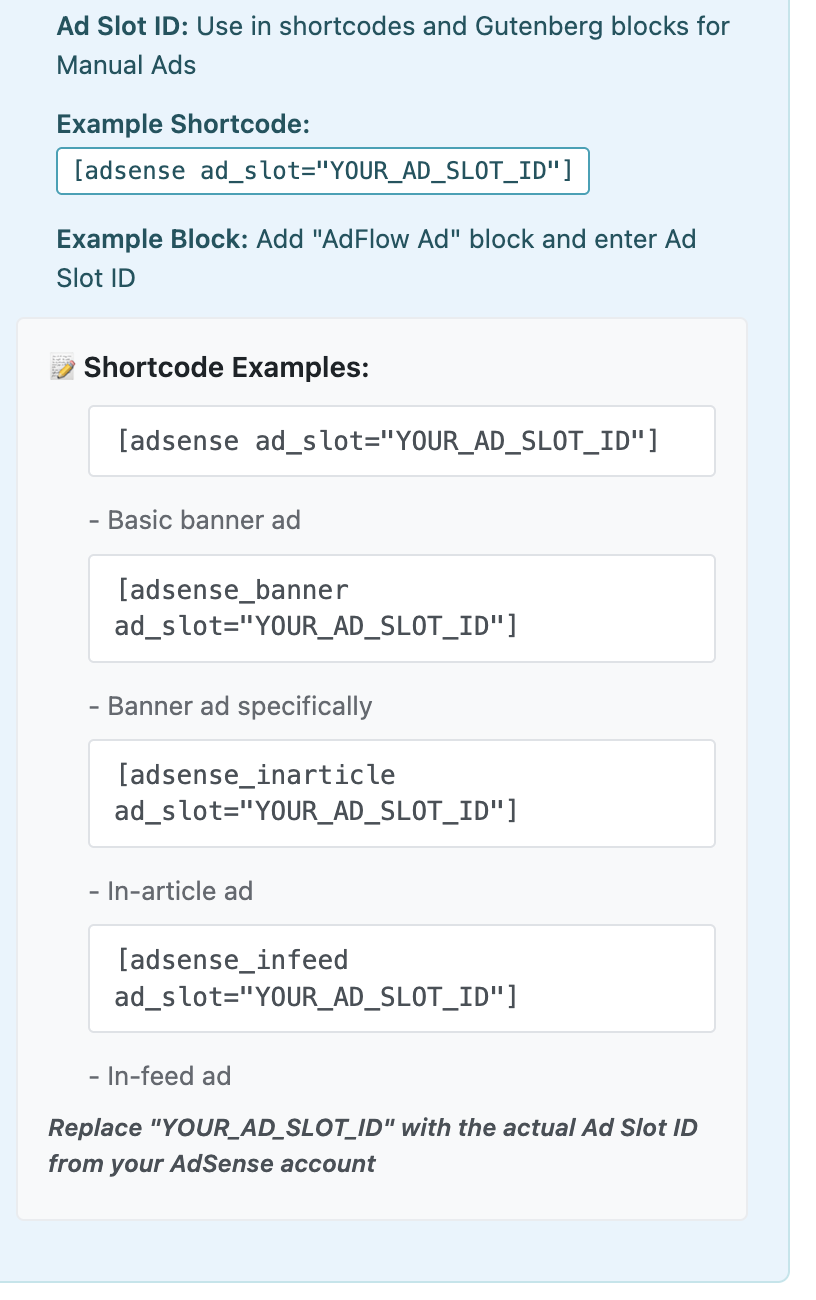 Ad Slot ID: Use in shortcodes and Gutenberg blocks for
Manual Ads
Example Shortcode:
[adsense ad_slot="YOUR_AD_SLOT_ID"]
Example Block: Add "AdFlow Ad" block and enter Ad
Slot ID
📝 Shortcode Examples:
[adsense ad_slot="YOUR_AD_SLOT_ID"]
- Basic banner ad
[adsense_banner
ad_slot="YOUR_AD_SLOT_ID"]
- Banner ad specifically
[adsense_inarticle
ad_slot="YOUR_AD_SLOT_ID"]
- In-article ad
[adsense_infeed
ad_slot="YOUR_AD_SLOT_ID"]
- In-feed ad
Replace "YOUR_AD_SLOT_ID" with the actual Ad Slot ID
from your AdSense account